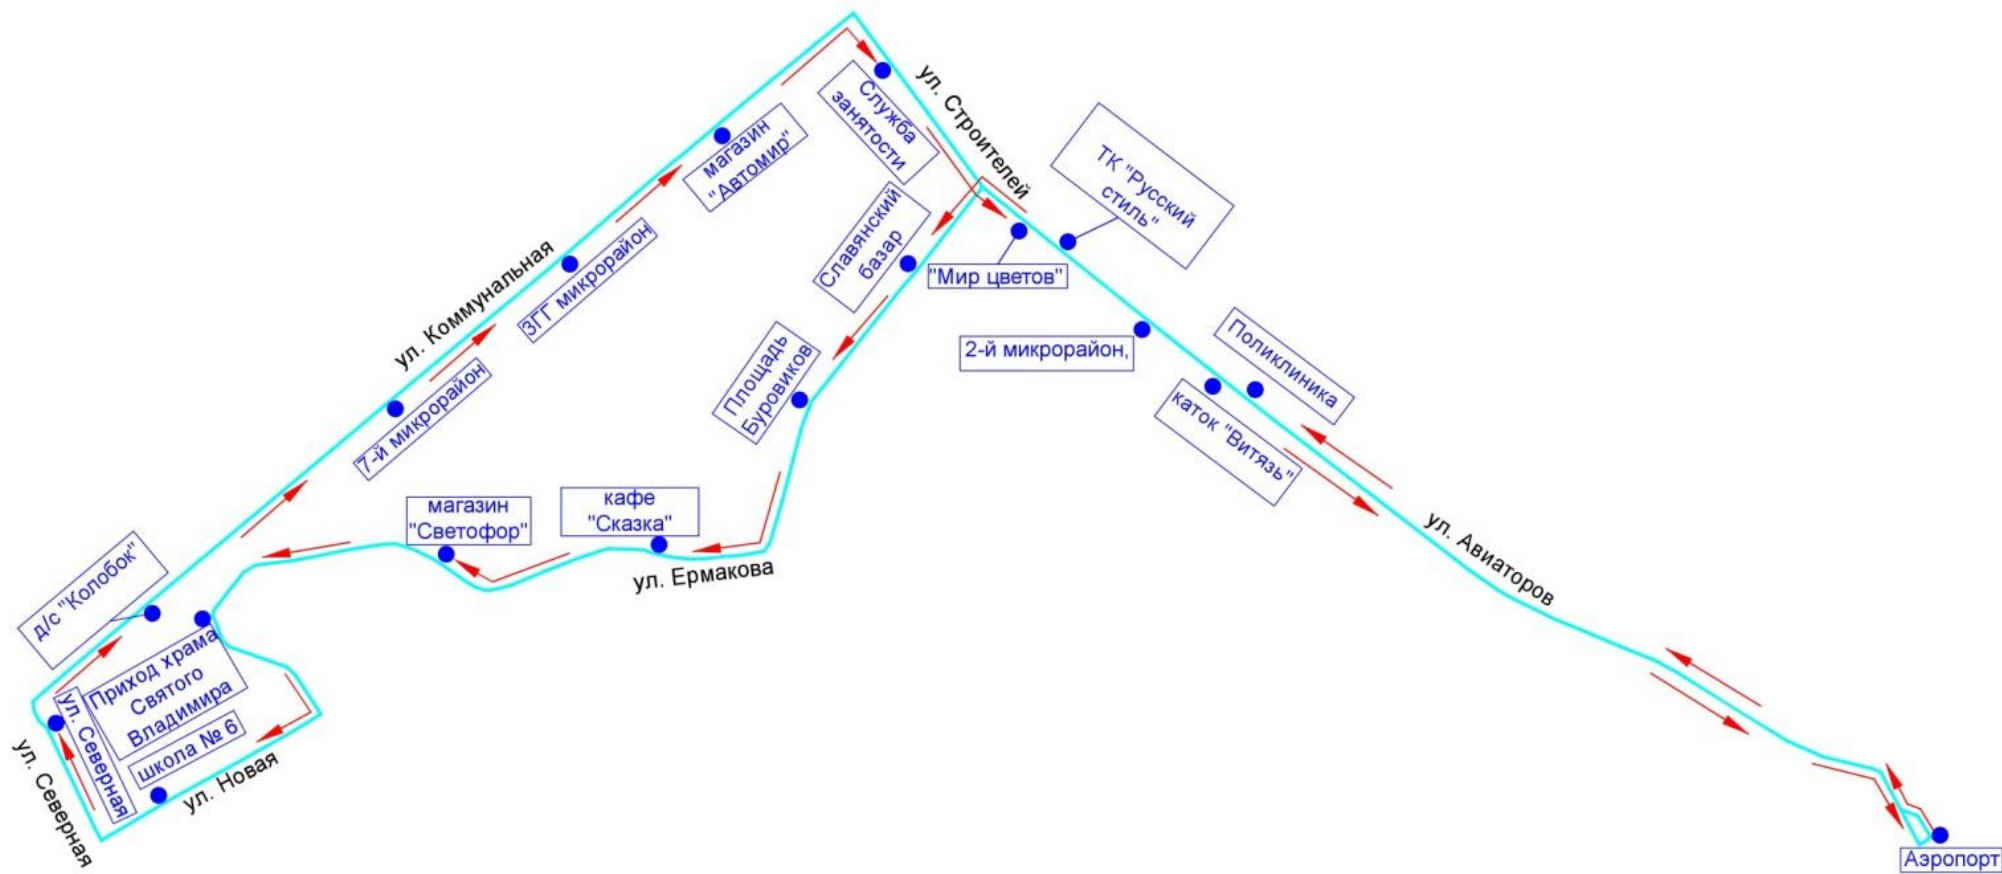 ул. Строителей
Служба
занятости
ТК "Русский
стиль"
магазин
"Автомир"
Славянский
базар
"Мир цветов"
ул. Коммунальная
3ГГ микрорайон
2-й микрорайон,
Поликлиника
Площадь
Буровиков
7-й микрорайон
каток "Витязь"
магазин
"Светофор"
кафе
"Сказка"
ул. Ермакова
ул. Авиаторов
д/с "Колобок"
Приход храма
Святого
Владимира
ул. Северная
школа № 6
ул. Новая
ул. Северная
Аэропорт